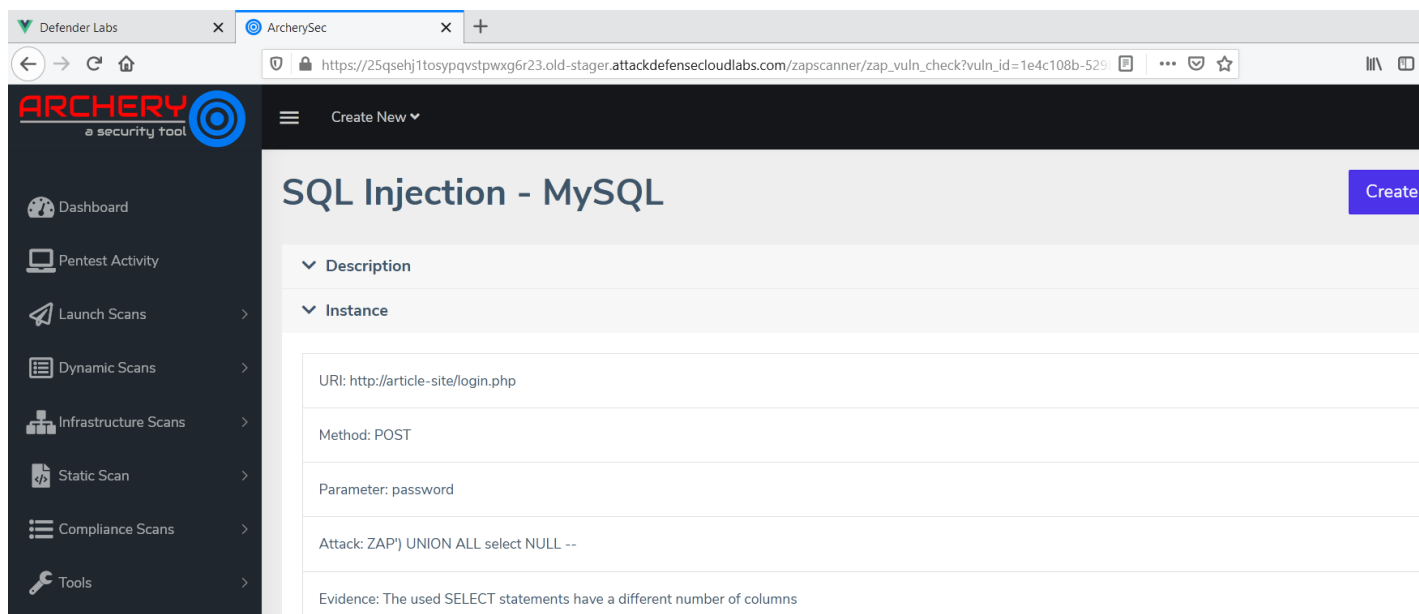 Defender Labs
ArcherySec
https://25qsehj1tosypqvstpwxg6r23.old-stager.attackdefensecloudlabs.com/zapscanner/zap_vuln_check?vuln_id=1e4c108b-529
ARCHERY
a security tool
Create New
Dashboard
Pentest Activity
Launch Scans
Dynamic Scans
Infrastructure Scans
Static Scan
Compliance Scans
Tools
SQL Injection - MySQL
Create
Description
Instance
URI: http://article-site/login.php
Method: POST
Parameter: password
Attack: ZAP') UNION ALL select NULL --
Evidence: The used SELECT statements have a different number of columns